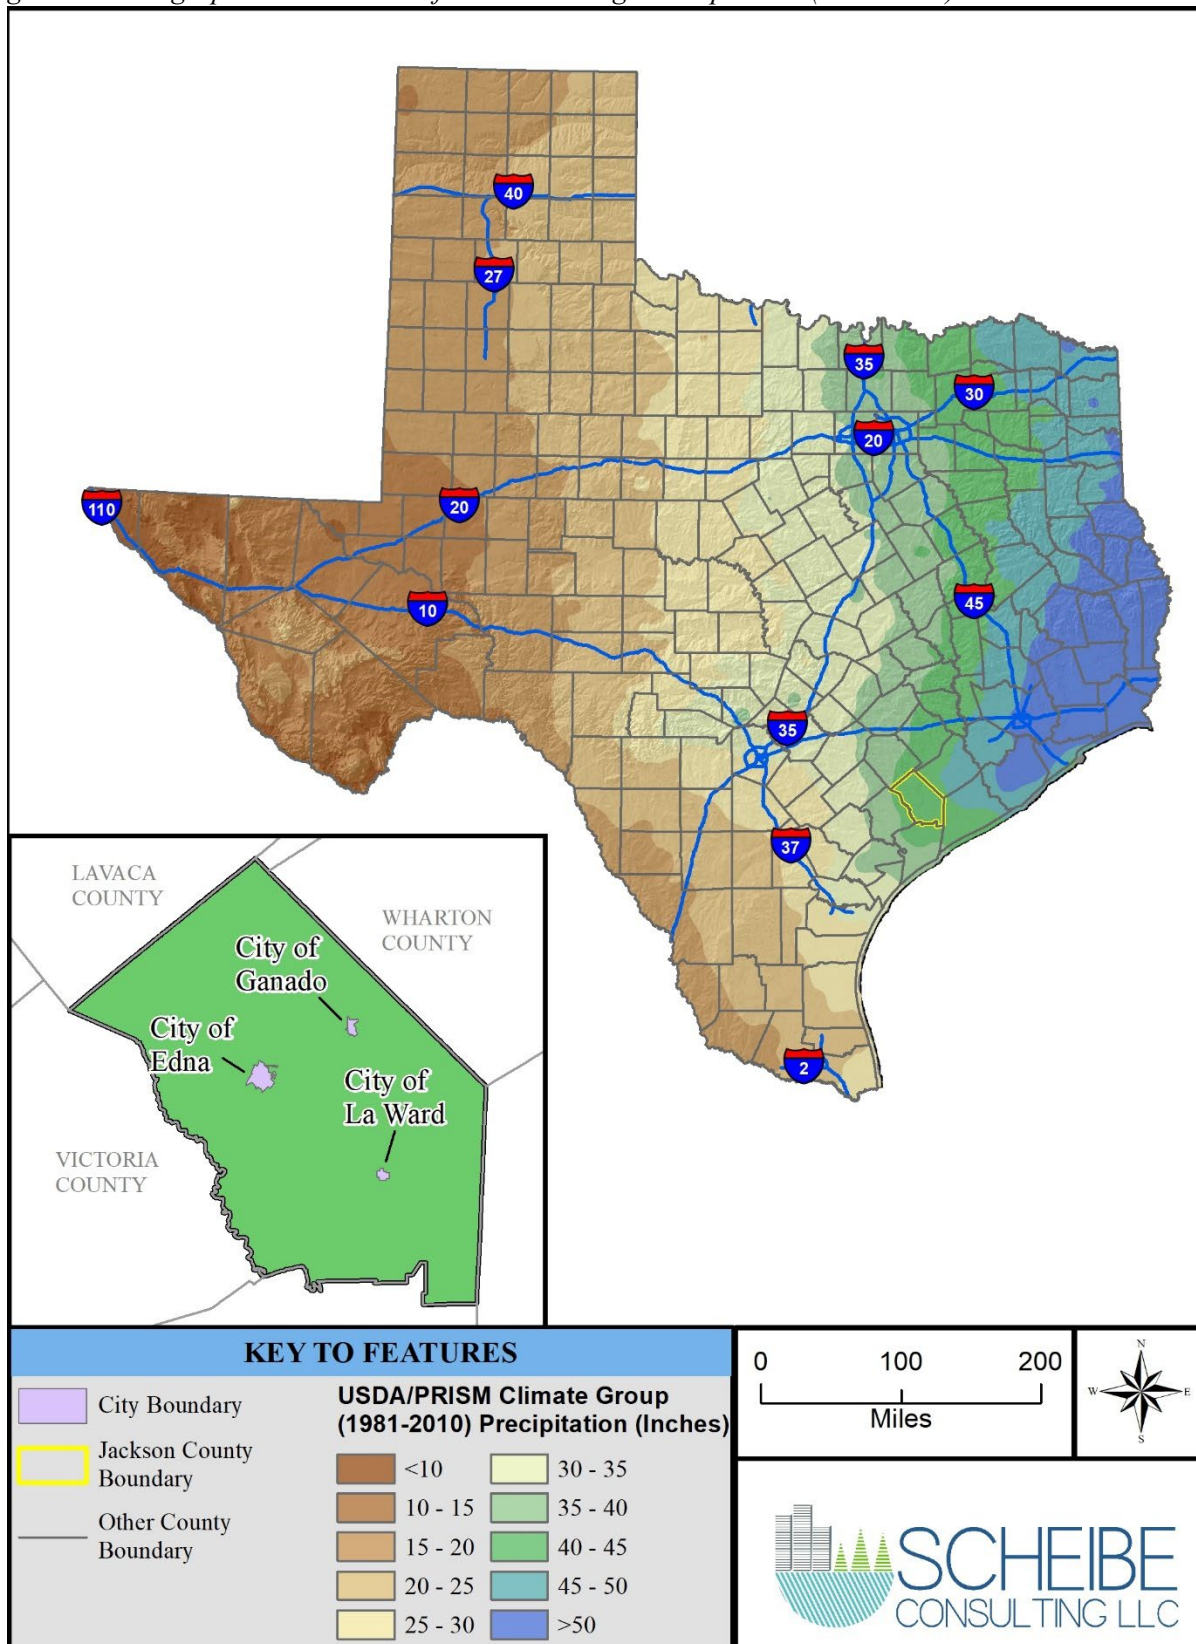 40
27
35
30
20
110
20
10
45
35
37
2
LAVACA
COUNTY
WHARTON
COUNTY
City of
Ganado
City of
Edna
City of
La Ward
VICTORIA
COUNTY
KEY TO FEATURES
City Boundary
Jackson County
Boundary
Other County
Boundary
USDA/PRISM Climate Group
(1981-2010) Precipitation (Inches)
<10
10 - 15
15 - 20
20 - 25
25 - 30
30 - 35
35 - 40
40 - 45
45 - 50
>50
0 100 200
Miles
N
W E
S
SCHEIBE
CONSULTING LLC